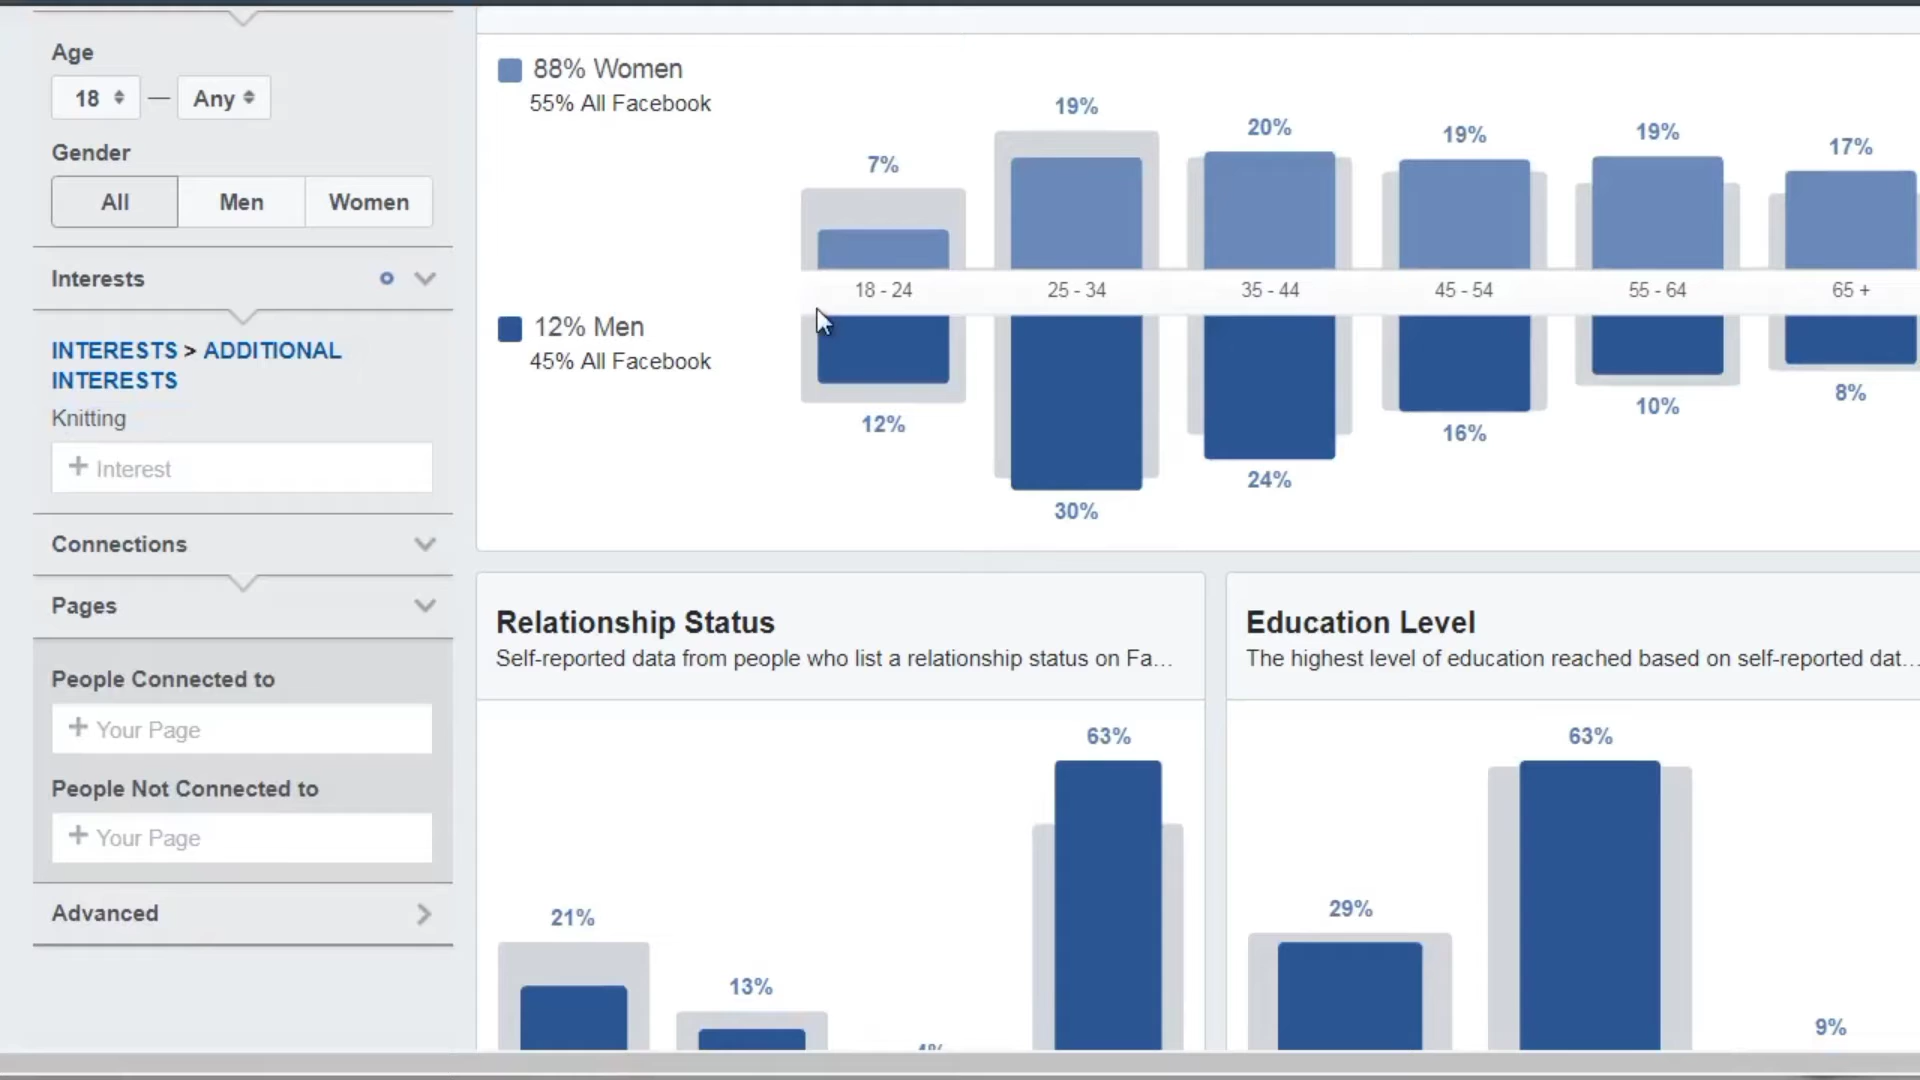 Age
18 — Any
Gender
All Men Women
Interests
INTERESTS > ADDITIONAL
INTERESTS
Knitting
+ Interest
Connections
Pages
People Connected to
+ Your Page
People Not Connected to
+ Your Page
Advanced
88% Women
55% All Facebook
7% 19% 20% 19% 19% 17%
18 - 24 25 - 34 35 - 44 45 - 54 55 - 64 65 +
12% Men
45% All Facebook
12% 30% 24% 16% 10% 8%
Relationship Status
Self-reported data from people who list a relationship status on Fa...
21% 13% 4% 63%
Education Level
The highest level of education reached based on self-reported dat...
29% 63% 9%